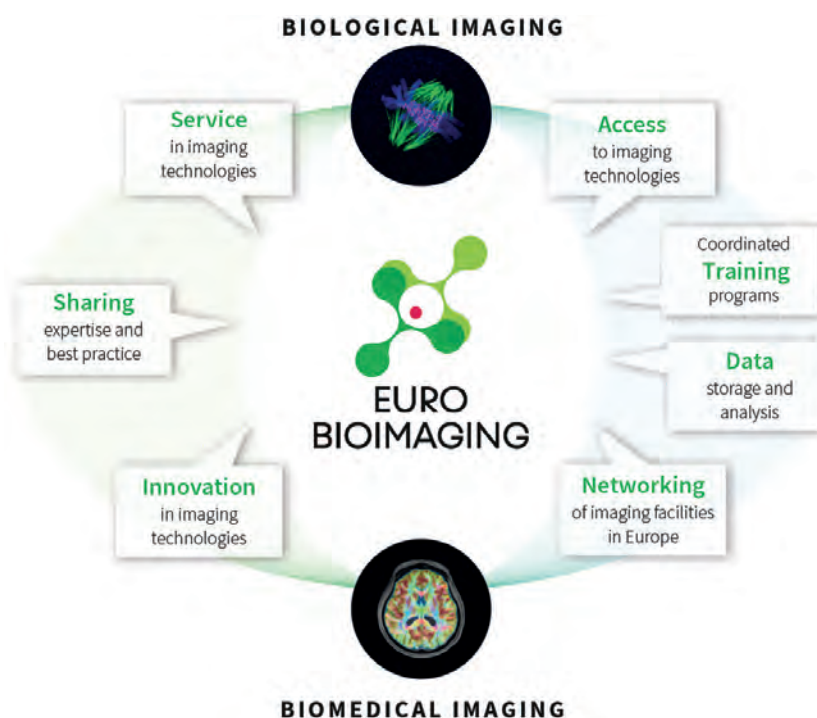 BIOLOGICAL IMAGING
Service
in imaging
technologies
Access
to imaging
technologies
Coordinated
Training
programs
Sharing
expertise and
best practice
Data
storage and
analysis
EURO
BIOIMAGING
Innovation
in imaging
technologies
Networking
of imaging facilities
in Europe
BIOMEDICAL IMAGING